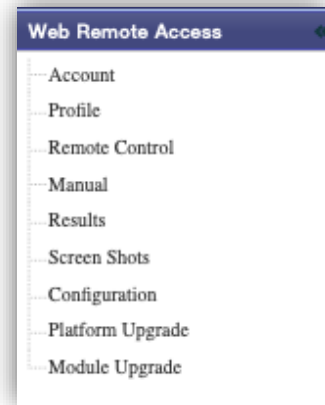 Web Remote Access
Account
Profile
Remote Control
Manual
Results
Screen Shots
Configuration
Platform Upgrade
Module Upgrade